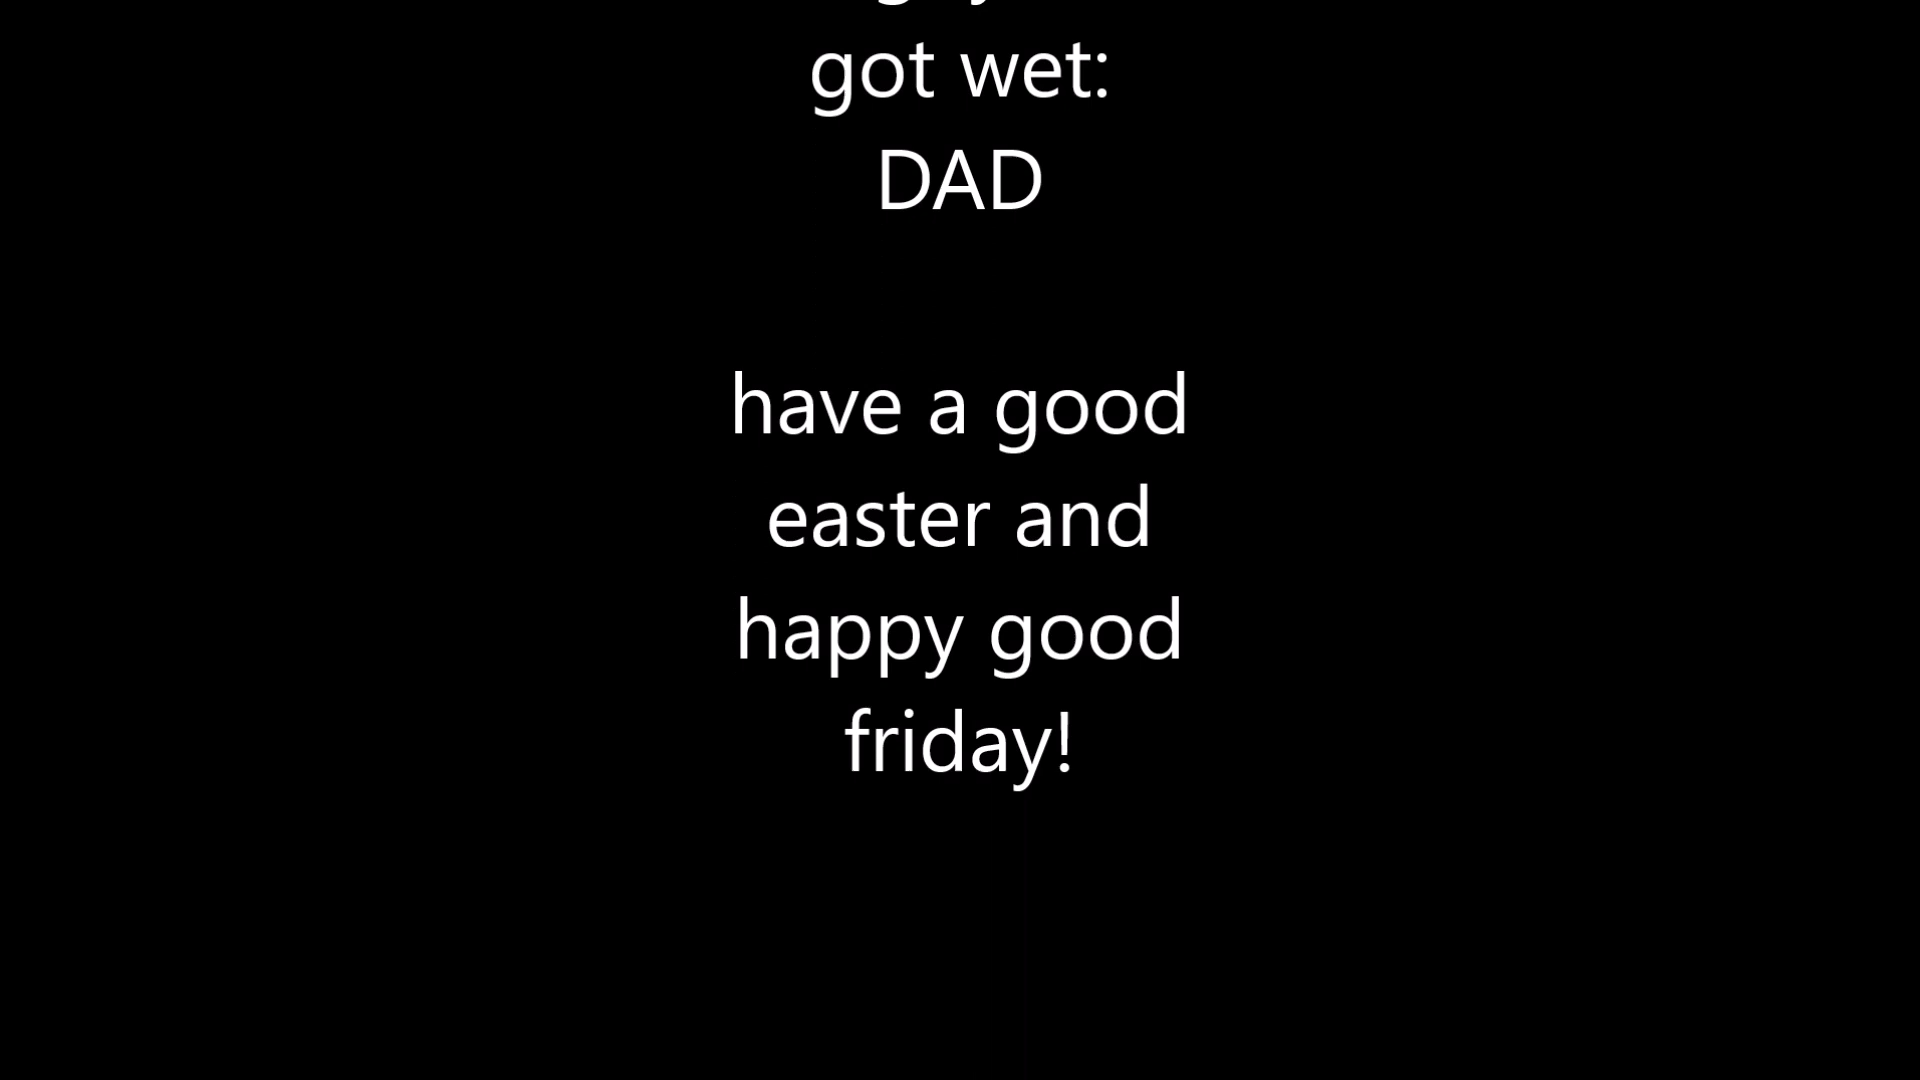 got wet:
DAD
have a good
easter and
happy good
friday!